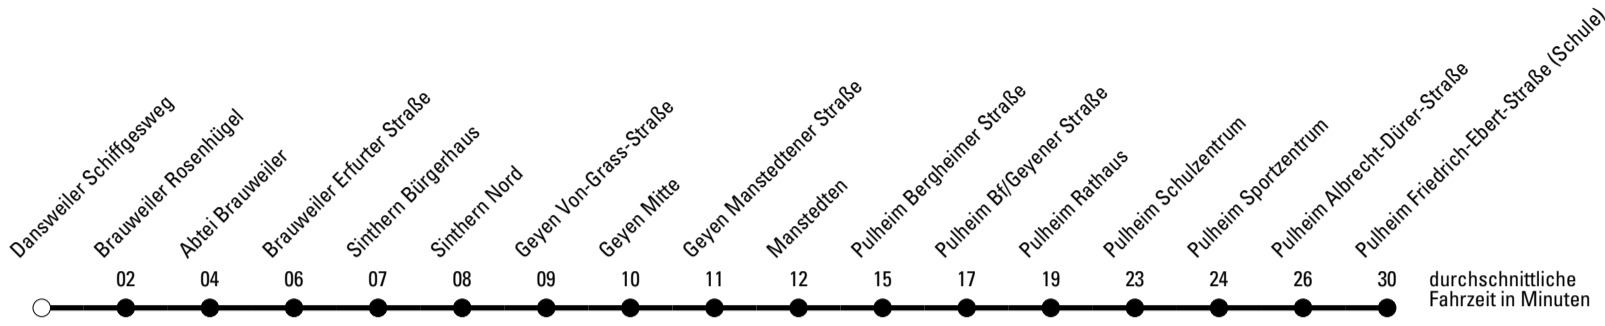 Dansweiler Schiffgesweg
Brauweiler Rosenhügel
Abtei Brauweiler
Brauweiler Erfurter Straße
Sinthern Bürgerhaus
Sinthern Nord
Geyen Von-Grass-Straße
Geyen Mitte
Geyen Manstedtener Straße
Manstedten
Pulheim Bergheimer Straße
Pulheim Bf/Geyener Straße
Pulheim Rathaus
Pulheim Schulzentrum
Pulheim Sportzentrum
Pulheim Albrecht-Dürer-Straße
Pulheim Friedrich-Ebert-Straße (Schule)
02 04 06 07 08 09 10 11 12 15 17 19 23 24 26 30
durchschnittliche
Fahrzeit in Minuten